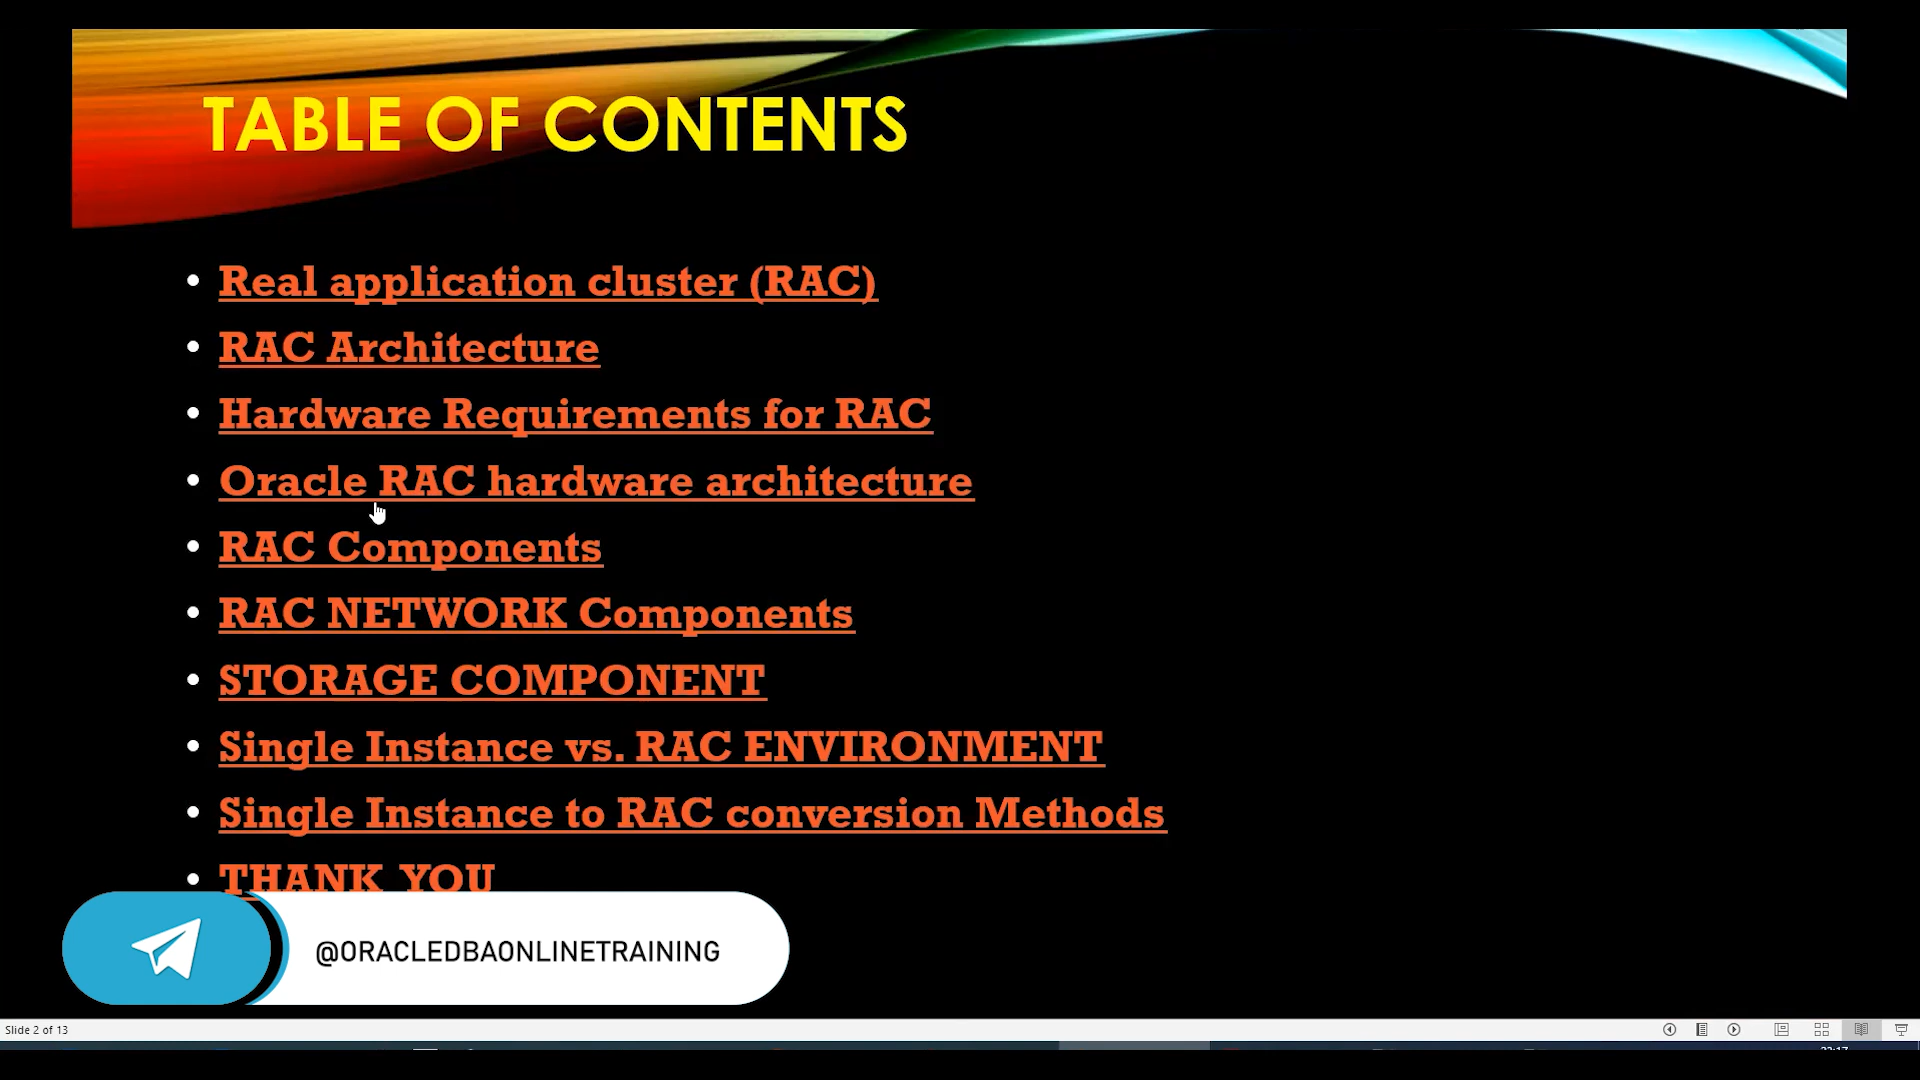 TABLE OF CONTENTS
• Real application cluster (RAC)
• RAC Architecture
• Hardware Requirements for RAC
• Oracle RAC hardware architecture
• RAC Components
• RAC NETWORK Components
• STORAGE COMPONENT
• Single Instance vs. RAC ENVIRONMENT
• Single Instance to RAC conversion Methods
• THANK YOU
@ORACLEDBAONLINETRAINING
Slide 2 of 13